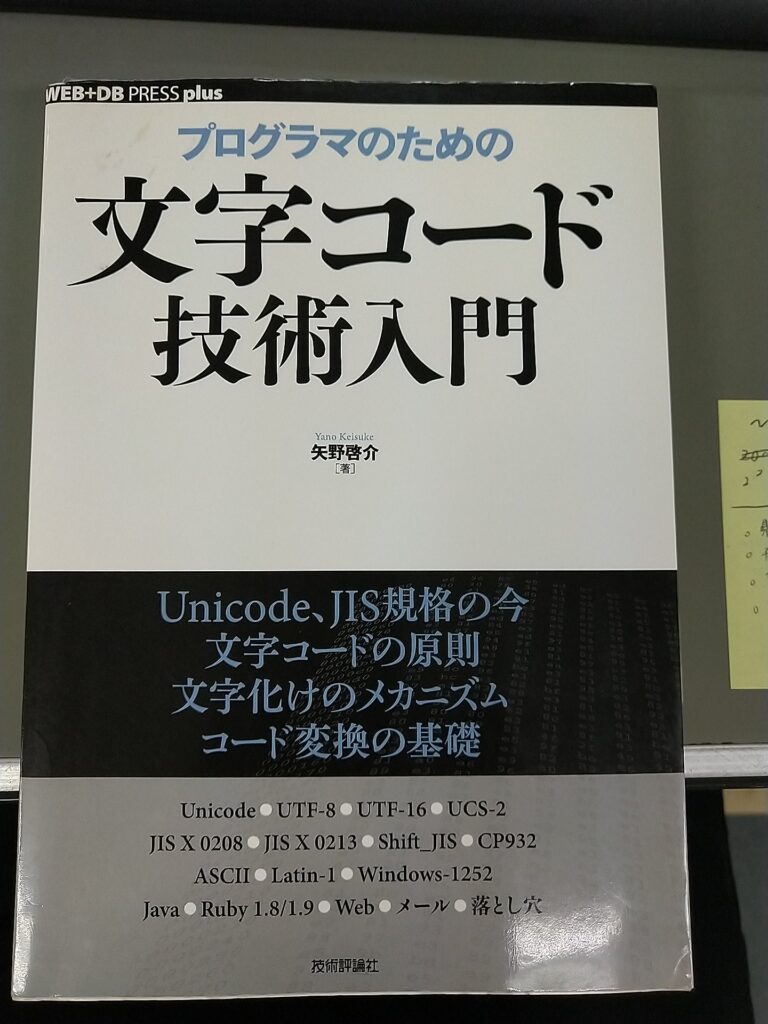 WEB+DB PRESS plus
プログラマのための
文字コード
技術入門
Yano Keisuke
矢野啓介
[著]
Unicode、JIS規格の今
文字コードの原則
文字化けのメカニズム
コード変換の基礎
Unicode●UTF-8●UTF-16●UCS-2
JIS X 0208●JIS X 0213●Shift_JIS●CP932
ASCII●Latin-1●Windows-1252
Java●Ruby 1.8/1.9●Web●メール●落とし穴
技術評論社